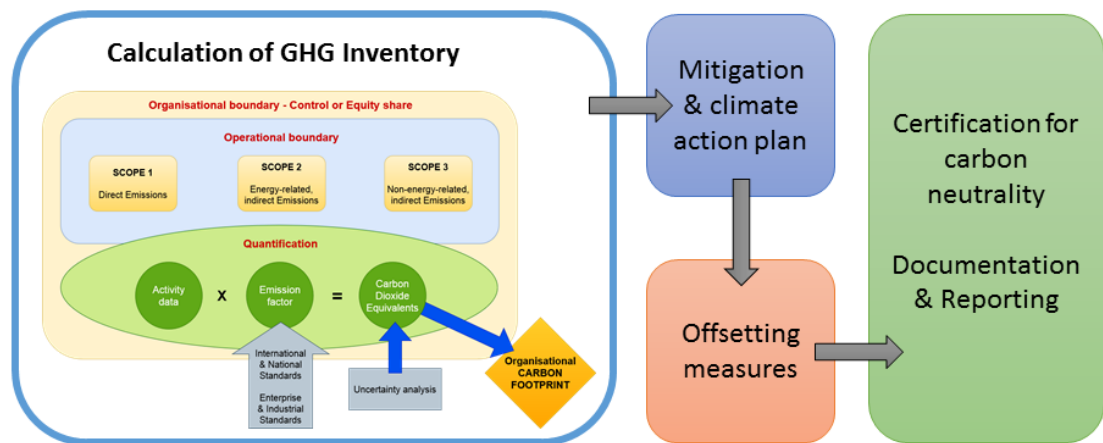 Calculation of GHG Inventory
Organisational boundary - Control or Equity share
Operational boundary
SCOPE 1
Direct Emissions
SCOPE 2
Energy-related,
indirect Emissions
SCOPE 3
Non-energy-related,
indirect Emissions
Quantification
Activity
data
x
Emission
factor
=
Carbon
Dioxide
Equivalents
International
& National
Standards
Enterprise
& Industrial
Standards
Uncertainty analysis
Organisational
CARBON
FOOTPRINT
Mitigation
& climate
action plan
Offsetting
measures
Certification for
carbon
neutrality
Documentation
& Reporting